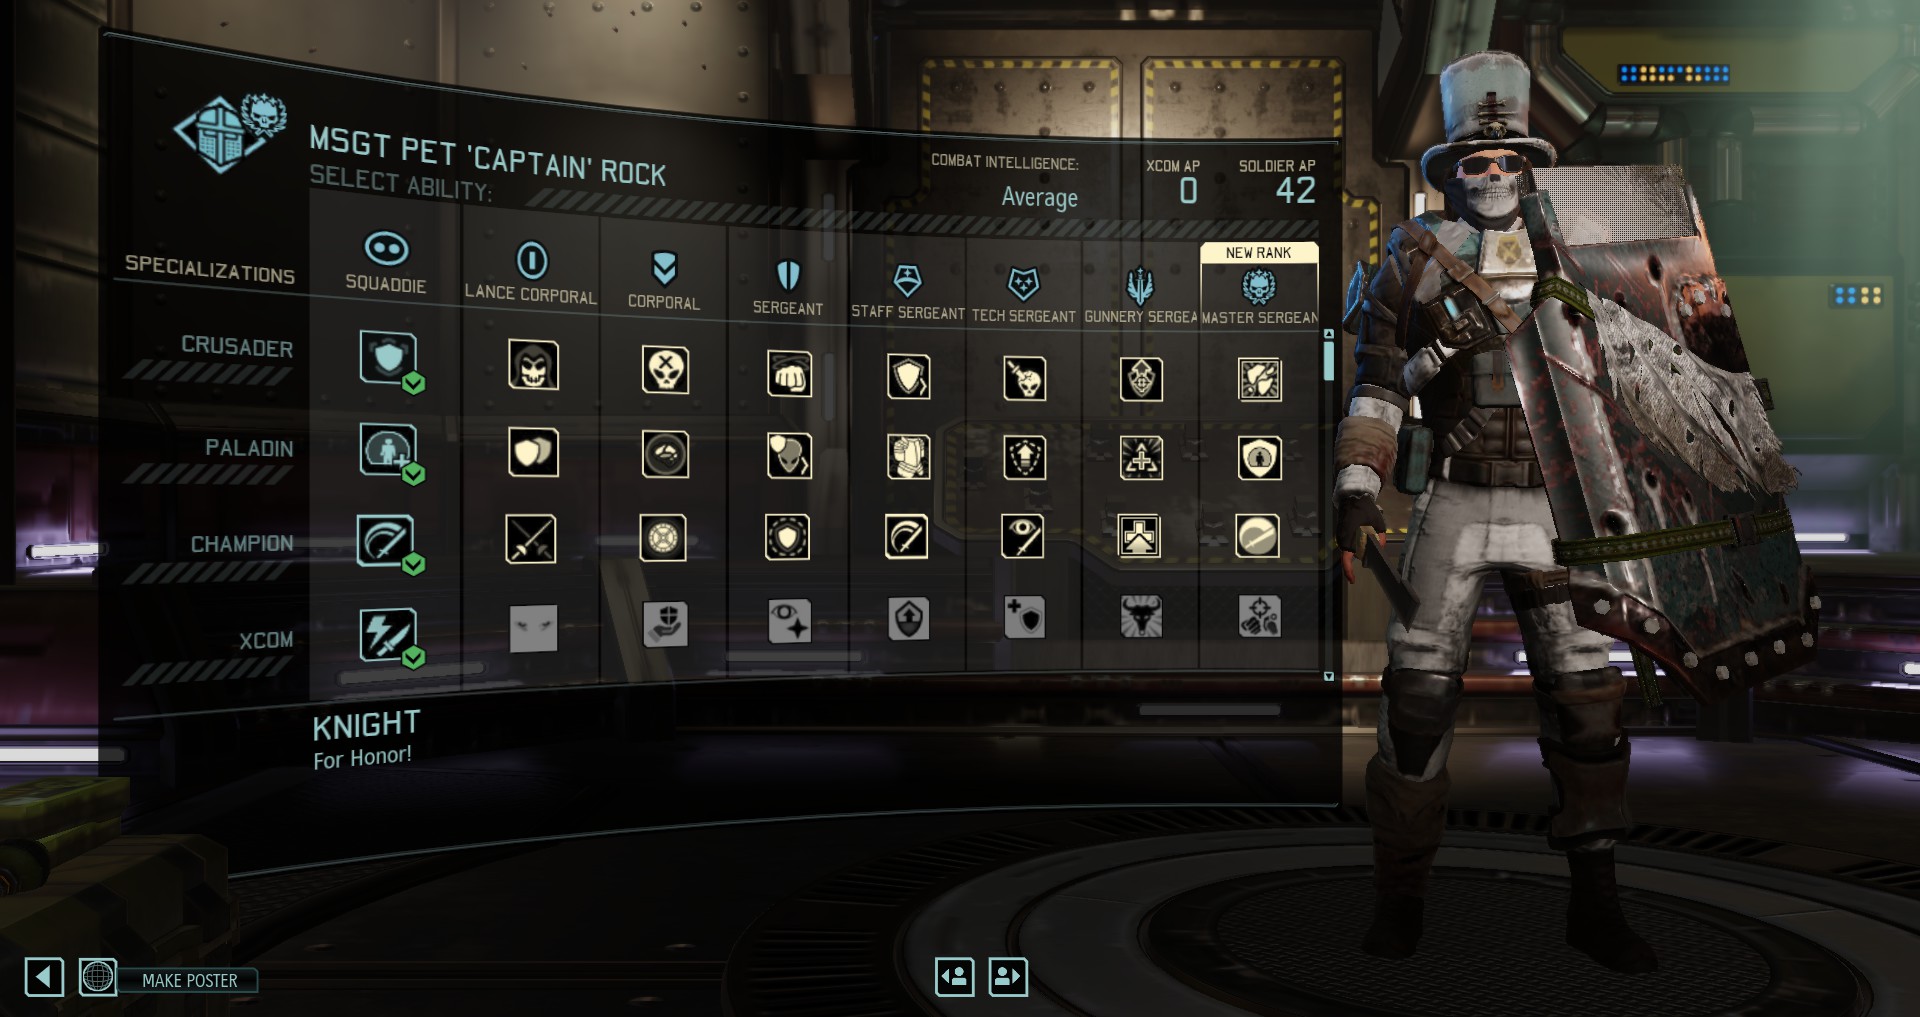 MSGT PET 'CAPTAIN' ROCK
SELECT ABILITY:
COMBAT INTELLIGENCE:
Average
XCOM AP
0
SOLDIER AP
42
NEW RANK
SPECIALIZATIONS
SQUADDIE
LANCE CORPORAL
CORPORAL
SERGEANT
STAFF SERGEANT
TECH SERGEANT
GUNNERY SERGEA
MASTER SERGEAN
CRUSADER
PALADIN
CHAMPION
XCOM
KNIGHT
For Honor!
MAKE POSTER